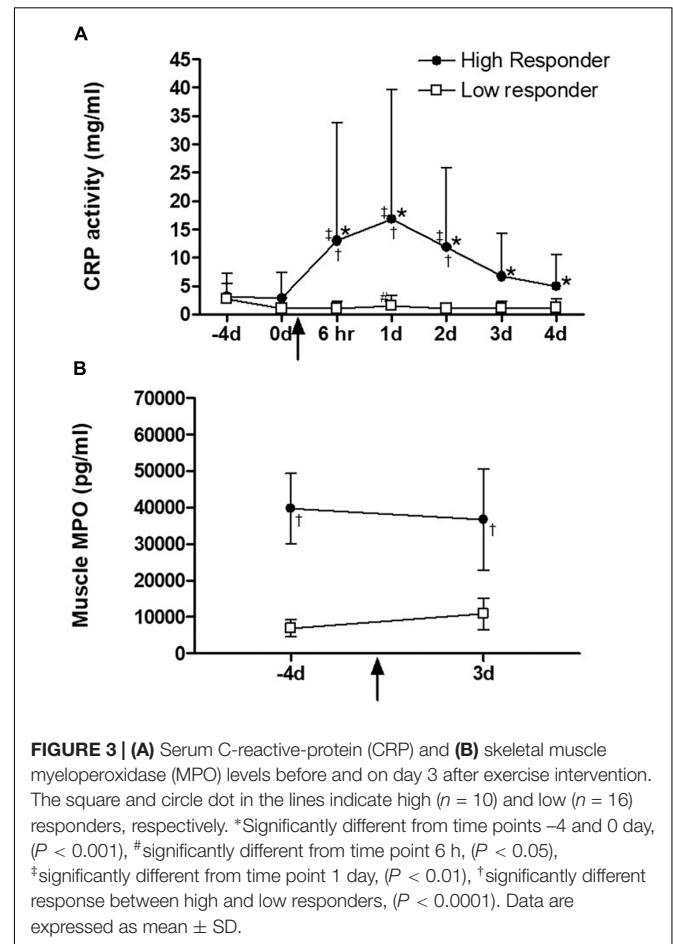 A
CRP activity (mg/ml)
45
40
35
30
25
20
15
10
5
0
High Responder
Low responder
‡ * †
‡ * †
‡ * †
*
*
#
-4d 0d 6 hr 1d 2d 3d 4d
B
Muscle MPO (pg/ml)
70000
60000
50000
40000
30000
20000
10000
0
†
†
-4d 3d
FIGURE 3 | (A) Serum C-reactive-protein (CRP) and (B) skeletal muscle
myeloperoxidase (MPO) levels before and on day 3 after exercise intervention.
The square and circle dot in the lines indicate high (n = 10) and low (n = 16)
responders, respectively. *Significantly different from time points –4 and 0 day,
(P < 0.001), #significantly different from time point 6 h, (P < 0.05),
‡significantly different from time point 1 day, (P < 0.01), †significantly different
response between high and low responders, (P < 0.0001). Data are
expressed as mean ± SD.